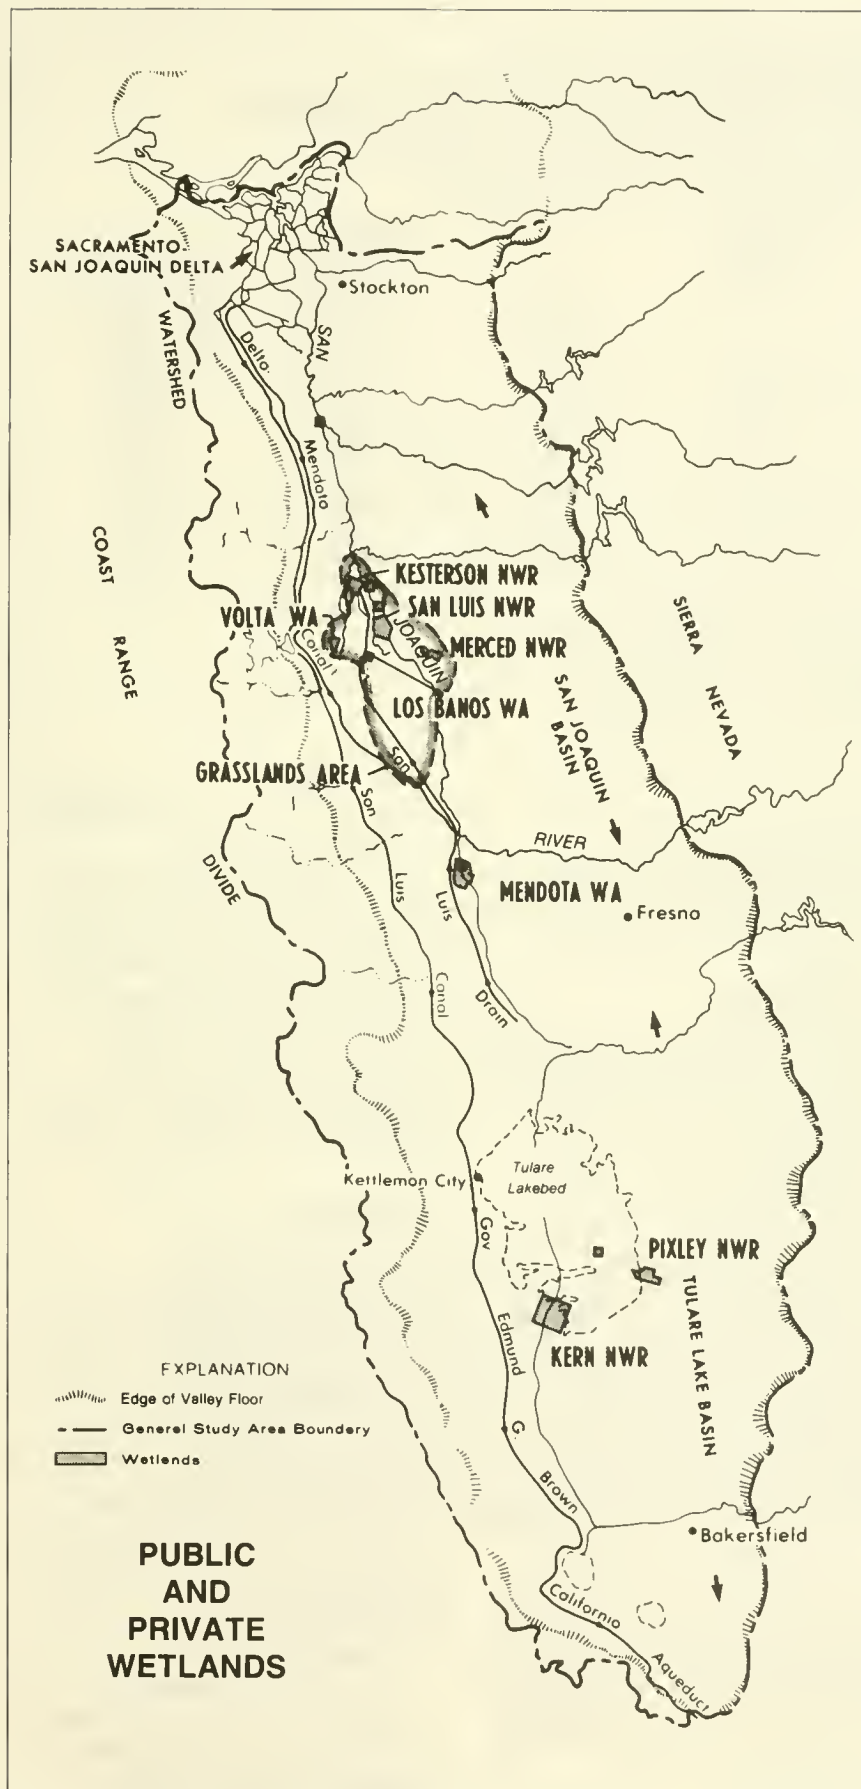 SACRAMENTO-
SAN JOAQUIN DELTA
Stockton
WATERSHED
Delta
SAN
Mendota
COAST
RANGE
KESTERSON NWR
VOLTA WA
SAN LUIS NWR
JOAQUIN
MERCED NWR
Canal
LOS BANOS WA
SIERRA
NEVADA
SAN JOAQUIN
BASIN
San
GRASSLANDS AREA
San
RIVER
DIVIDE
Luis
Luis
MENDOTA WA
Fresno
Canal
Drain
Kettleman City
Tulare
Lakebed
Gov
PIXLEY NWR
TULARE LAKE BASIN
Edmund
KERN NWR
EXPLANATION
Edge of Valley Floor
General Study Area Boundary
G.
Wetlands
Brown
Bakersfield
PUBLIC
AND
PRIVATE
WETLANDS
California
Aqueduct